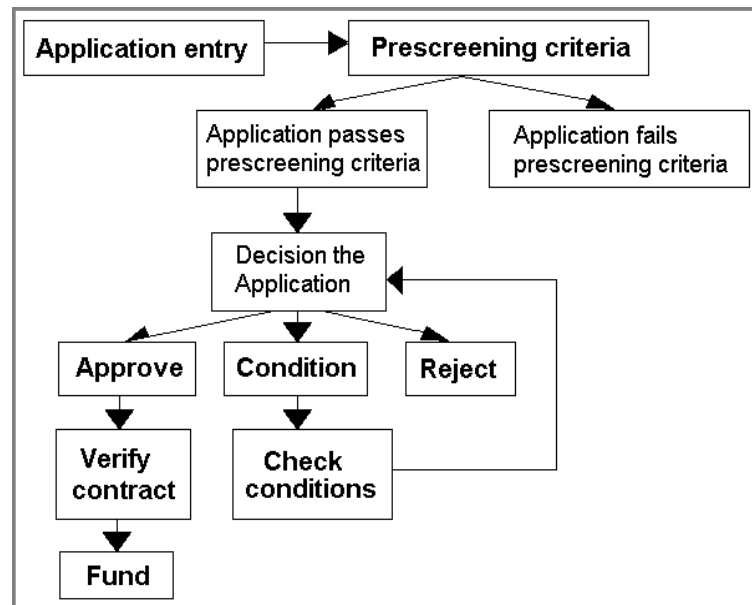 Application entry
Prescreening criteria
Application passes
prescreening criteria
Application fails
prescreening criteria
Decision the
Application
Approve
Condition
Reject
Verify
contract
Check
conditions
Fund